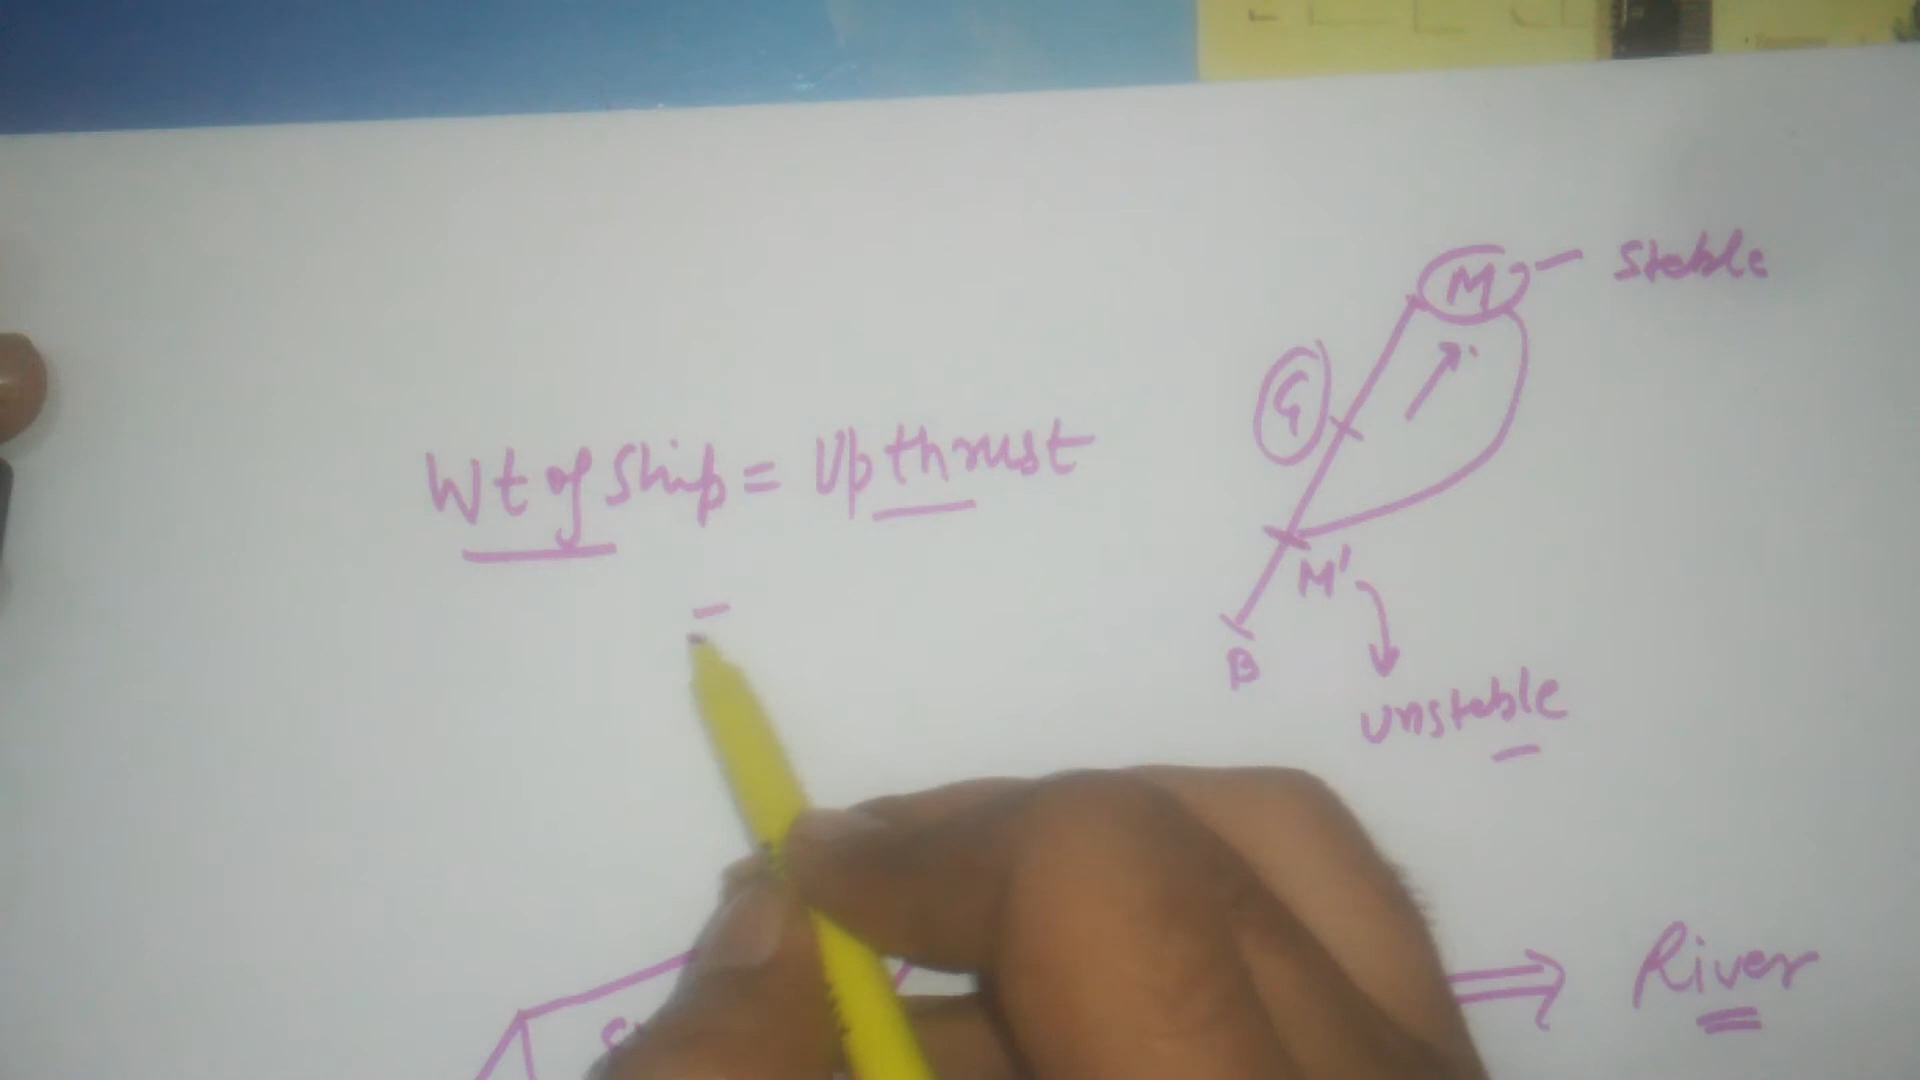 M - Stable
G
Wt of Ship = Upthrust
M'
B
unstable
River